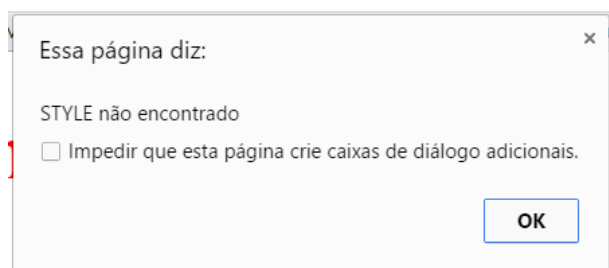 Essa página diz:
×
STYLE não encontrado
Impedir que esta página crie caixas de diálogo adicionais.
OK